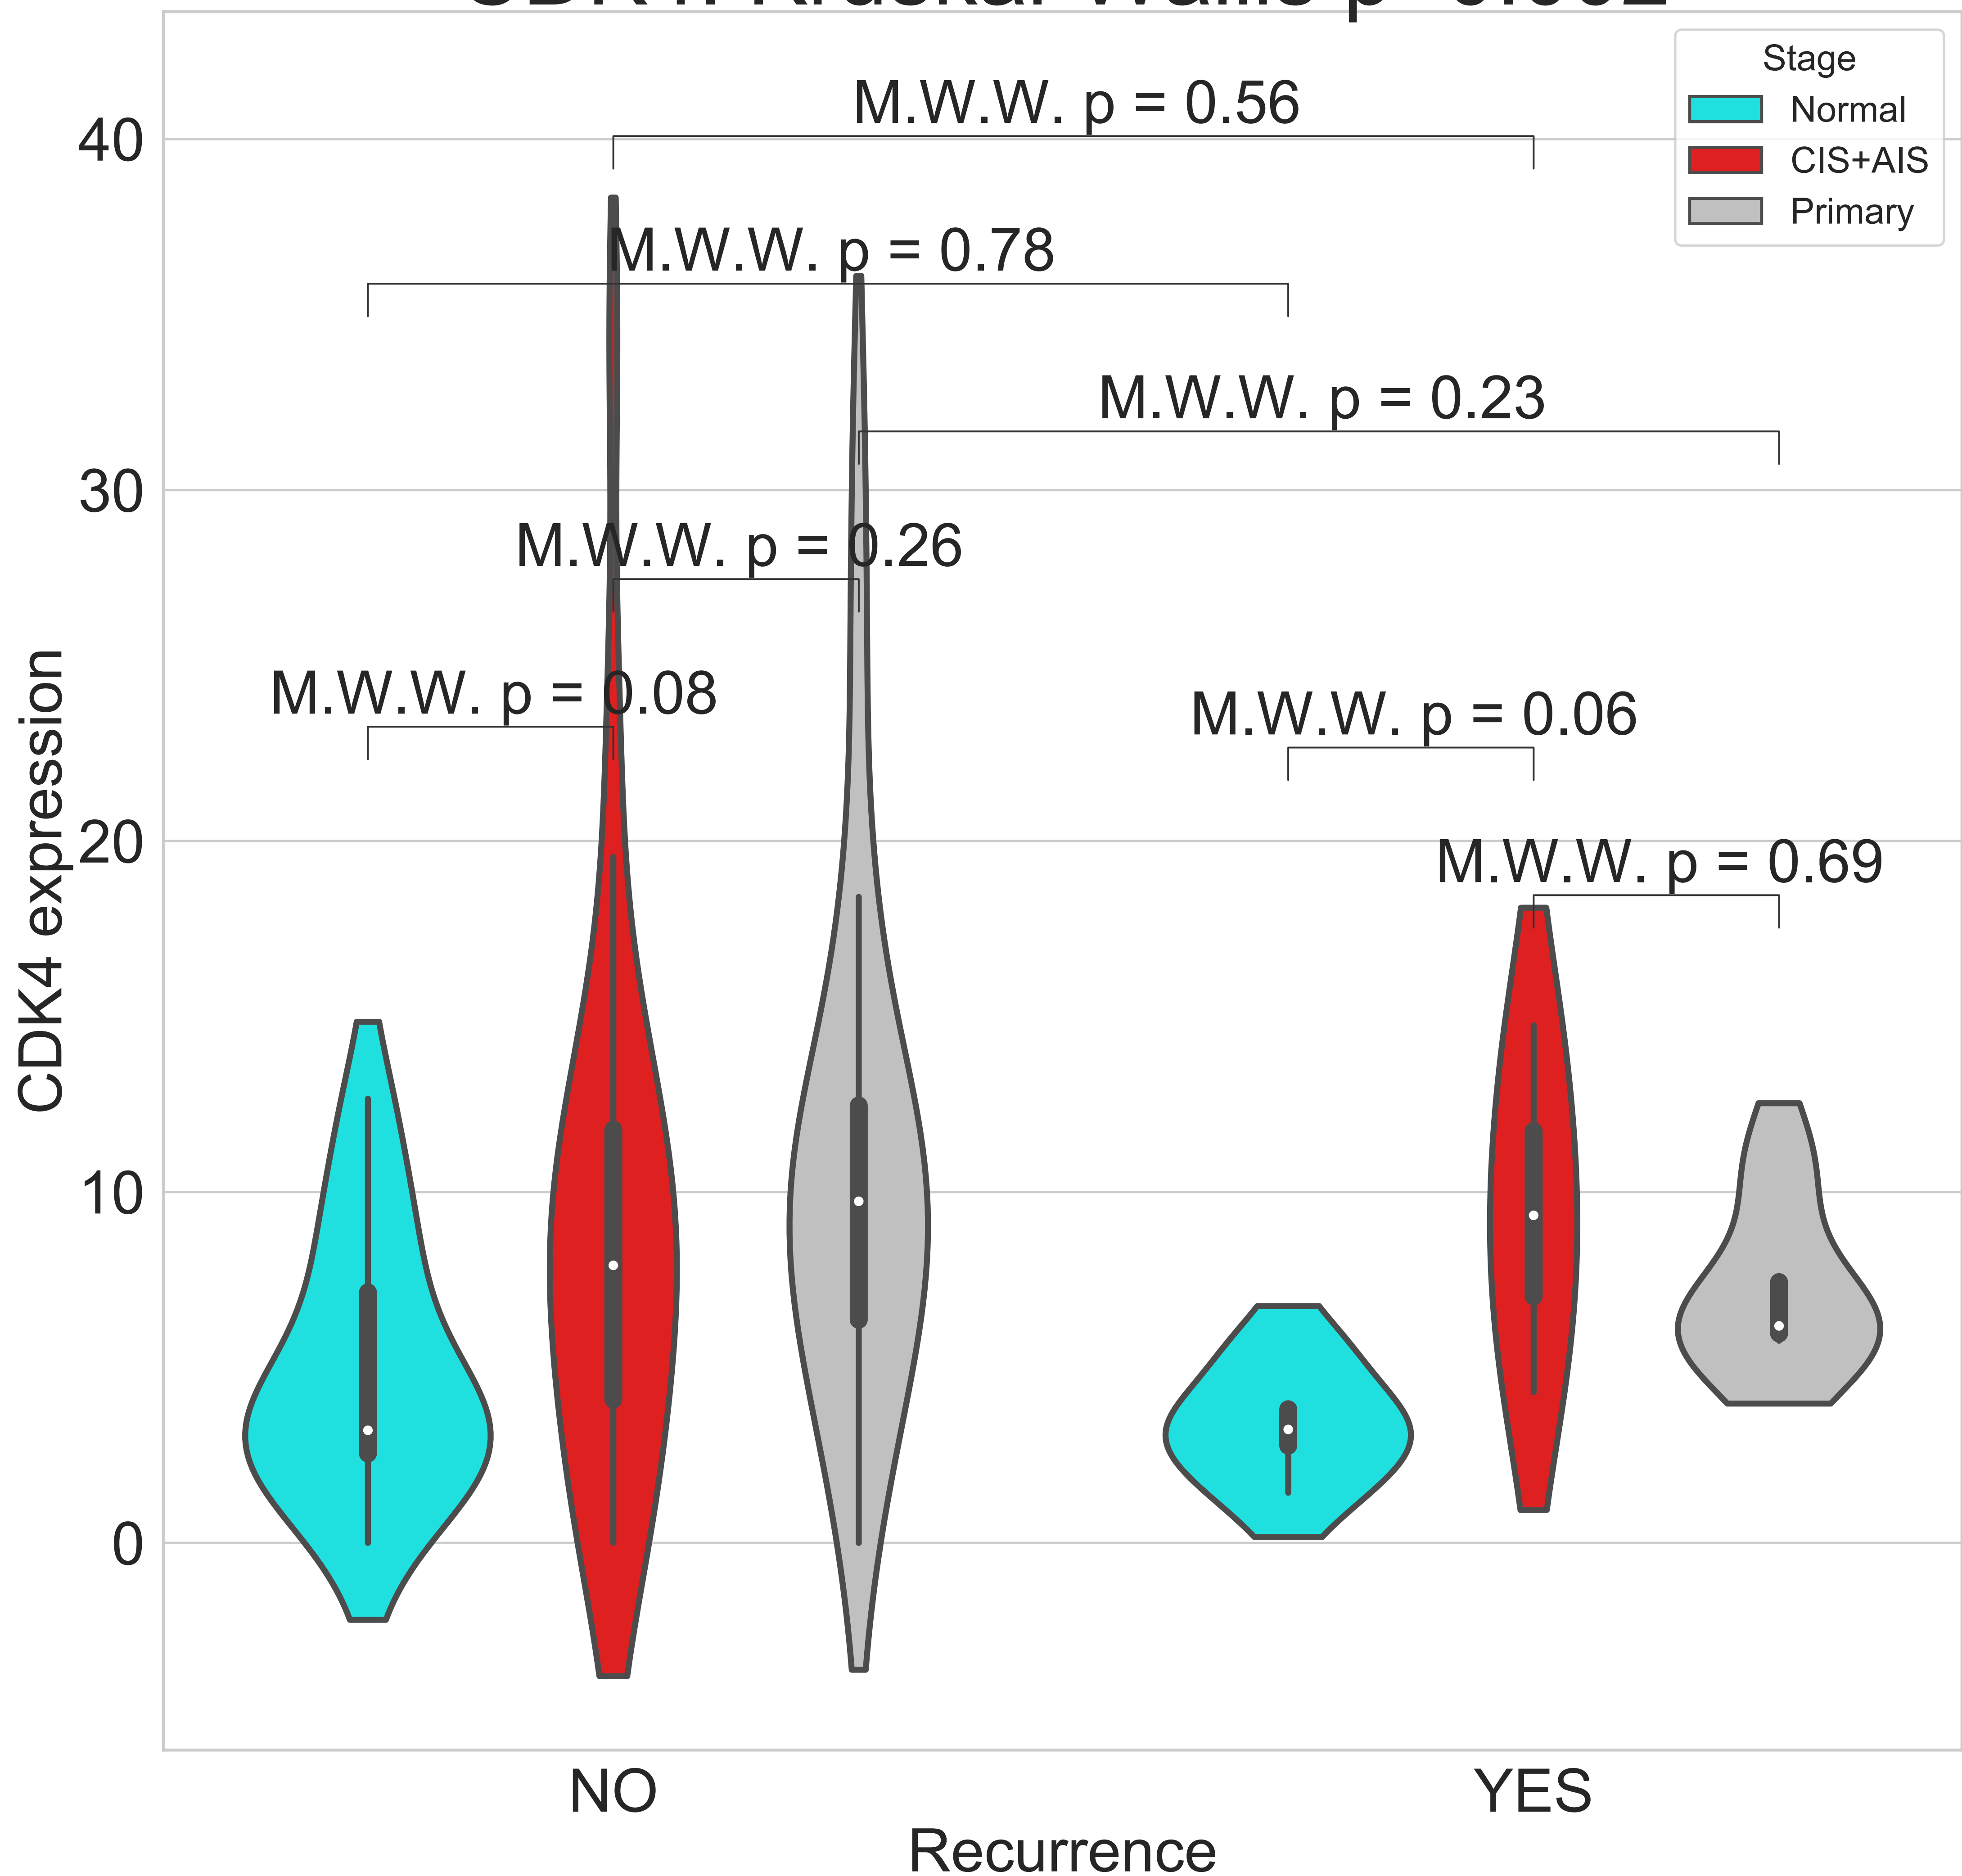 Stage
Normal
CIS+AIS
Primary
M.W.W. p = 0.56
M.W.W. p = 0.78
M.W.W. p = 0.23
M.W.W. p = 0.26
M.W.W. p = 0.08
M.W.W. p = 0.06
M.W.W. p = 0.69
CDK4 expression
40
30
20
10
0
NO
YES
Recurrence